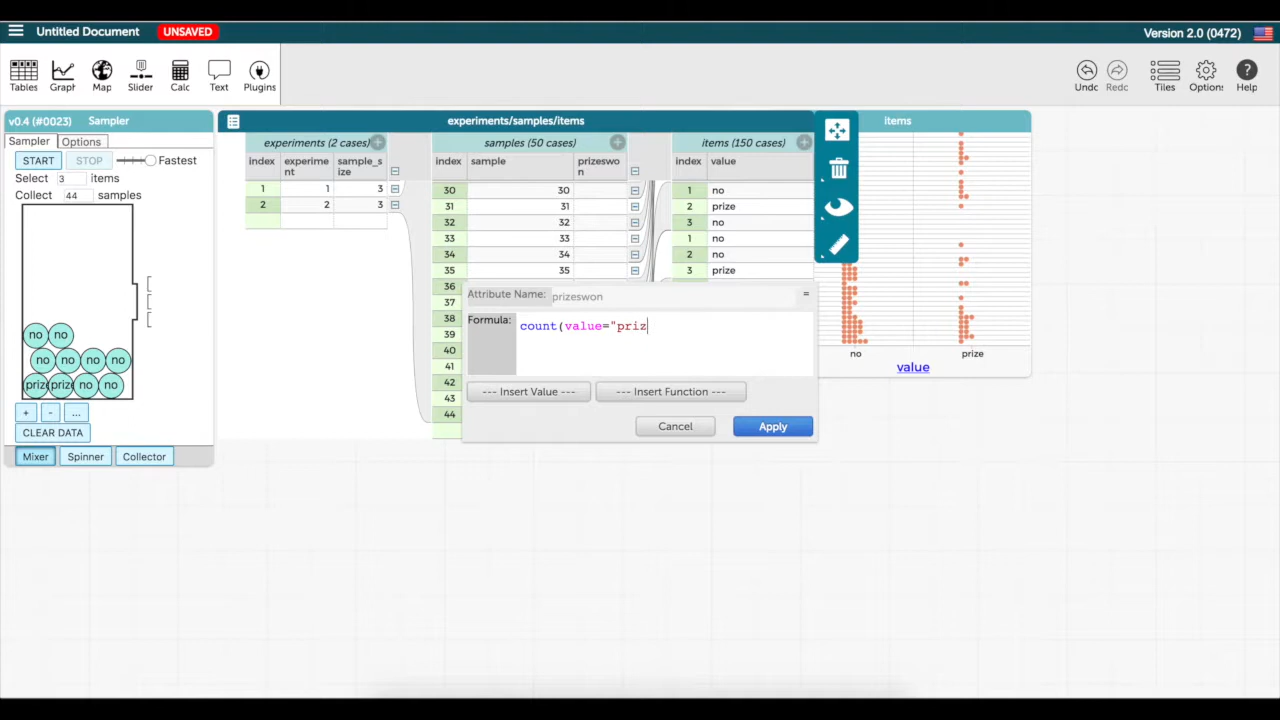 Untitled Document UNSAVED Version 2.0 (0472)
Tables Graph Map Slider Calc Text Plugins Undo Redc Tiles Option: Help
v0.4 (#0023) Sampler
Sampler Options
START STOP Fastest
Select 3 items
Collect 44 samples
no no
no no no no
prize prize no no
+ - ...
CLEAR DATA
Mixer Spinner Collector
experiments/samples/items
experiments (2 cases) samples (50 cases) items (150 cases)
index experime sample_s index sample prizeswo index value
nt ize n
1 1 3
2 2 3
30 30
31 31
32 32
33 33
34 34
35 35
36
37
38
39
40
41
42
43
44
1 no
2 prize
3 no
1 no
2 no
3 prize
Attribute Name: prizeswon =
Formula: count(value="priz
--- Insert Value --- --- Insert Function ---
Cancel Apply
items
no prize
value